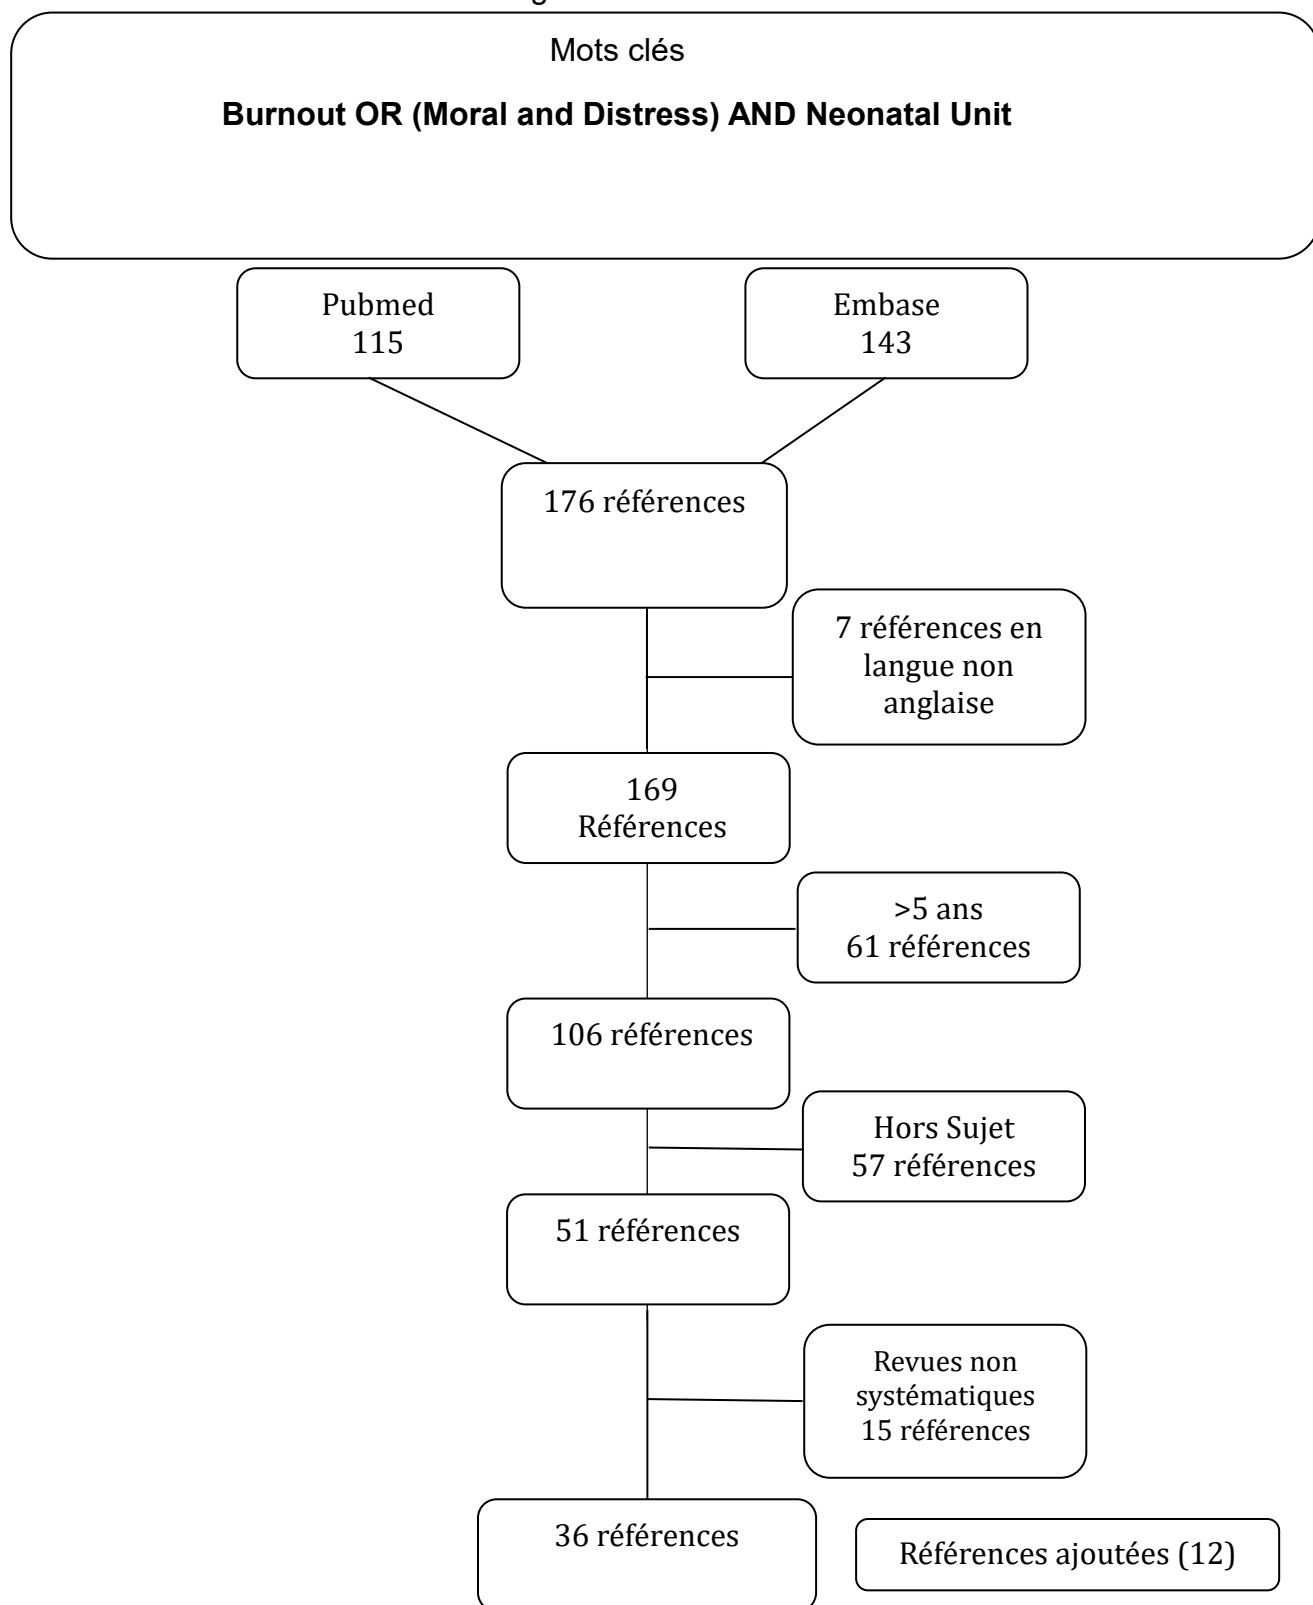 Mots clés
Burnout OR (Moral and Distress) AND Neonatal Unit
Pubmed
115
Embase
143
176 références
7 références en
langue non
anglaise
169
Références
>5 ans
61 références
106 références
Hors Sujet
57 références
51 références
Revues non
systématiques
15 références
36 références
Références ajoutées (12)